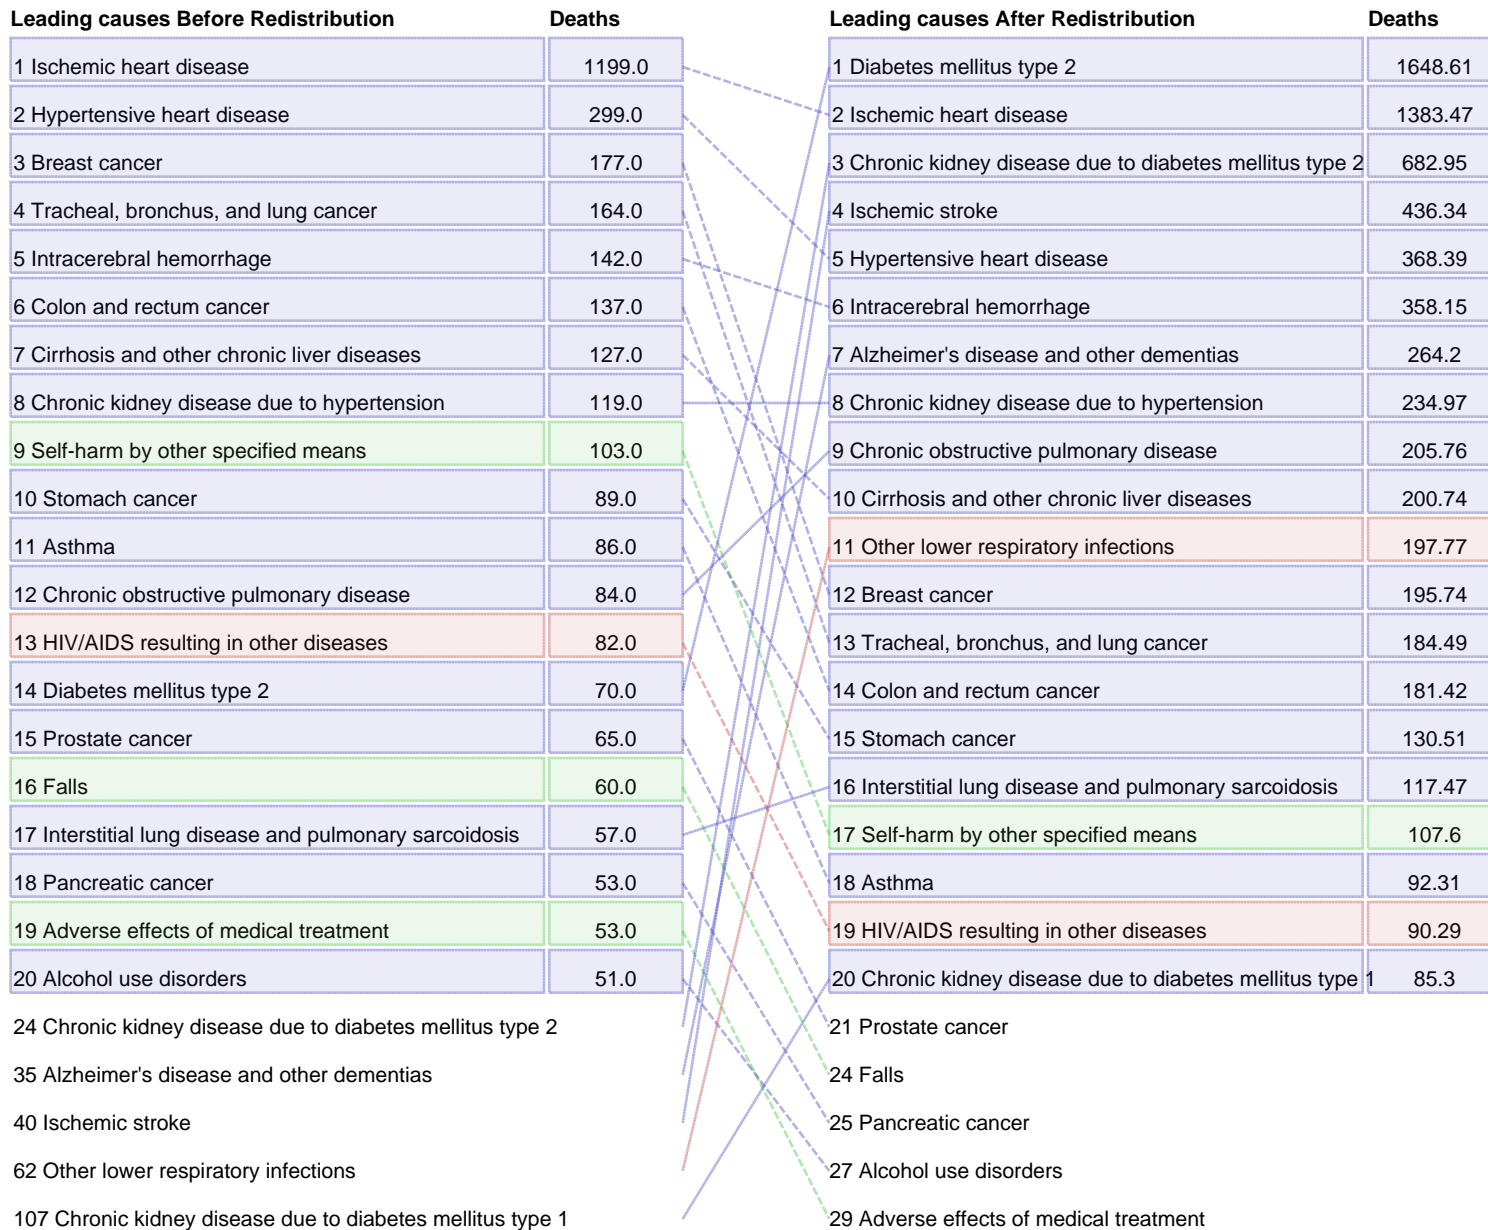 Leading causes Before Redistribution Deaths Leading causes After Redistribution Deaths
1 Ischemic heart disease 1199.0 1 Diabetes mellitus type 2 1648.61
2 Hypertensive heart disease 299.0 2 Ischemic heart disease 1383.47
3 Breast cancer 177.0 3 Chronic kidney disease due to diabetes mellitus type 2 682.95
4 Tracheal, bronchus, and lung cancer 164.0 4 Ischemic stroke 436.34
5 Intracerebral hemorrhage 142.0 5 Hypertensive heart disease 368.39
6 Colon and rectum cancer 137.0 6 Intracerebral hemorrhage 358.15
7 Cirrhosis and other chronic liver diseases 127.0 7 Alzheimer's disease and other dementias 264.2
8 Chronic kidney disease due to hypertension 119.0 8 Chronic kidney disease due to hypertension 234.97
9 Self-harm by other specified means 103.0 9 Chronic obstructive pulmonary disease 205.76
10 Stomach cancer 89.0 10 Cirrhosis and other chronic liver diseases 200.74
11 Asthma 86.0 11 Other lower respiratory infections 197.77
12 Chronic obstructive pulmonary disease 84.0 12 Breast cancer 195.74
13 HIV/AIDS resulting in other diseases 82.0 13 Tracheal, bronchus, and lung cancer 184.49
14 Diabetes mellitus type 2 70.0 14 Colon and rectum cancer 181.42
15 Prostate cancer 65.0 15 Stomach cancer 130.51
16 Falls 60.0 16 Interstitial lung disease and pulmonary sarcoidosis 117.47
17 Interstitial lung disease and pulmonary sarcoidosis 57.0 17 Self-harm by other specified means 107.6
18 Pancreatic cancer 53.0 18 Asthma 92.31
19 Adverse effects of medical treatment 53.0 19 HIV/AIDS resulting in other diseases 90.29
20 Alcohol use disorders 51.0 20 Chronic kidney disease due to diabetes mellitus type 1 85.3
24 Chronic kidney disease due to diabetes mellitus type 2 21 Prostate cancer
35 Alzheimer's disease and other dementias 24 Falls
40 Ischemic stroke 25 Pancreatic cancer
62 Other lower respiratory infections 27 Alcohol use disorders
107 Chronic kidney disease due to diabetes mellitus type 1 29 Adverse effects of medical treatment